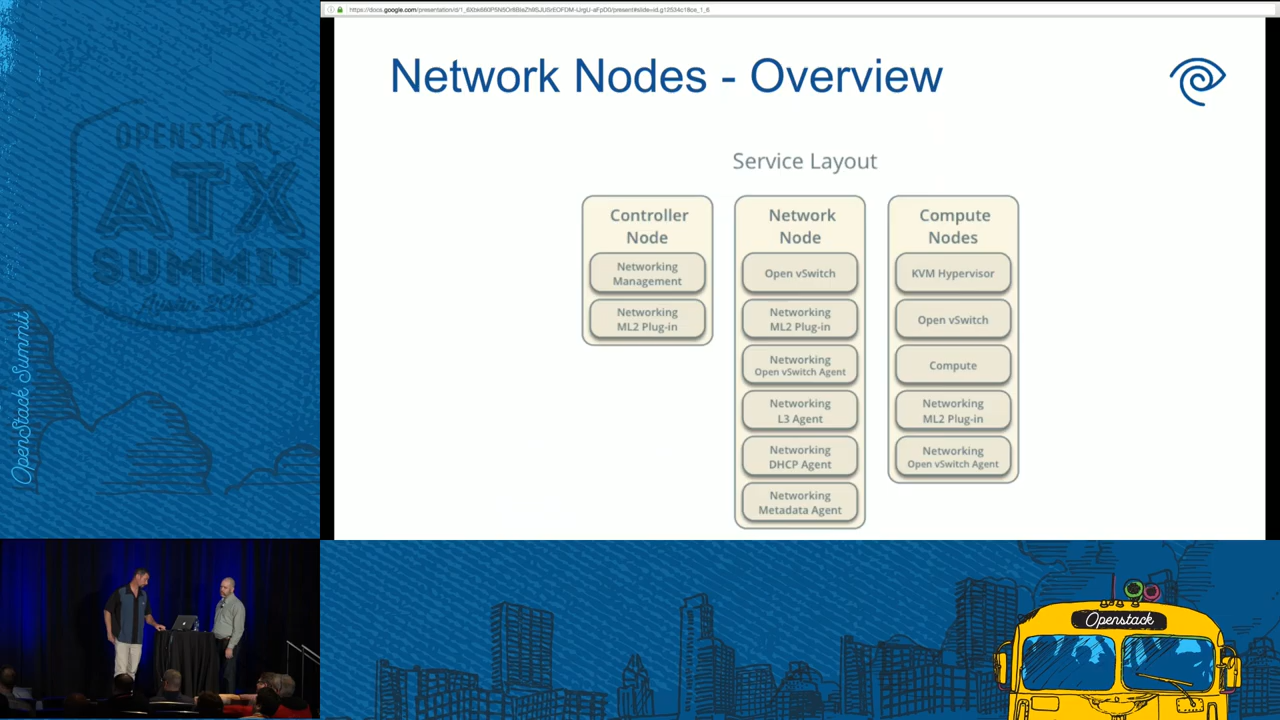 Network Nodes - Overview
Service Layout
Controller
Node
Networking
Management
Networking
ML2 Plug-in
Network
Node
Open vSwitch
Networking
ML2 Plug-in
Networking
Open vSwitch Agent
Networking
L3 Agent
Networking
DHCP Agent
Networking
Metadata Agent
Compute
Nodes
KVM Hypervisor
Open vSwitch
Compute
Networking
ML2 Plug-in
Networking
Open vSwitch Agent
OPENSTACK
ATX
SUMMIT
OpenStack Summit
Openstack